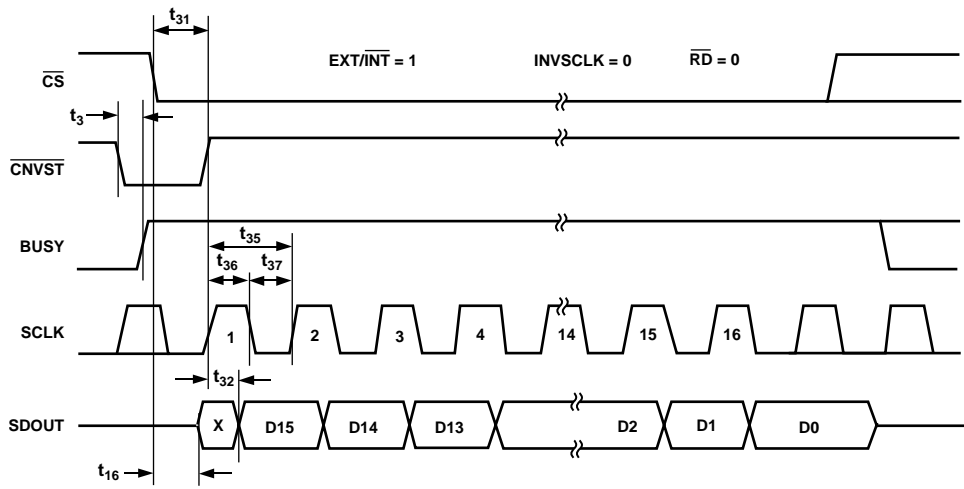 t31
EXT/INT = 1 INVSCLK = 0 RD = 0
CS
t3
CNVST
BUSY
t35
t36 t37
SCLK 1 2 3 4 14 15 16
t32
SDOUT X D15 D14 D13 D2 D1 D0
t16